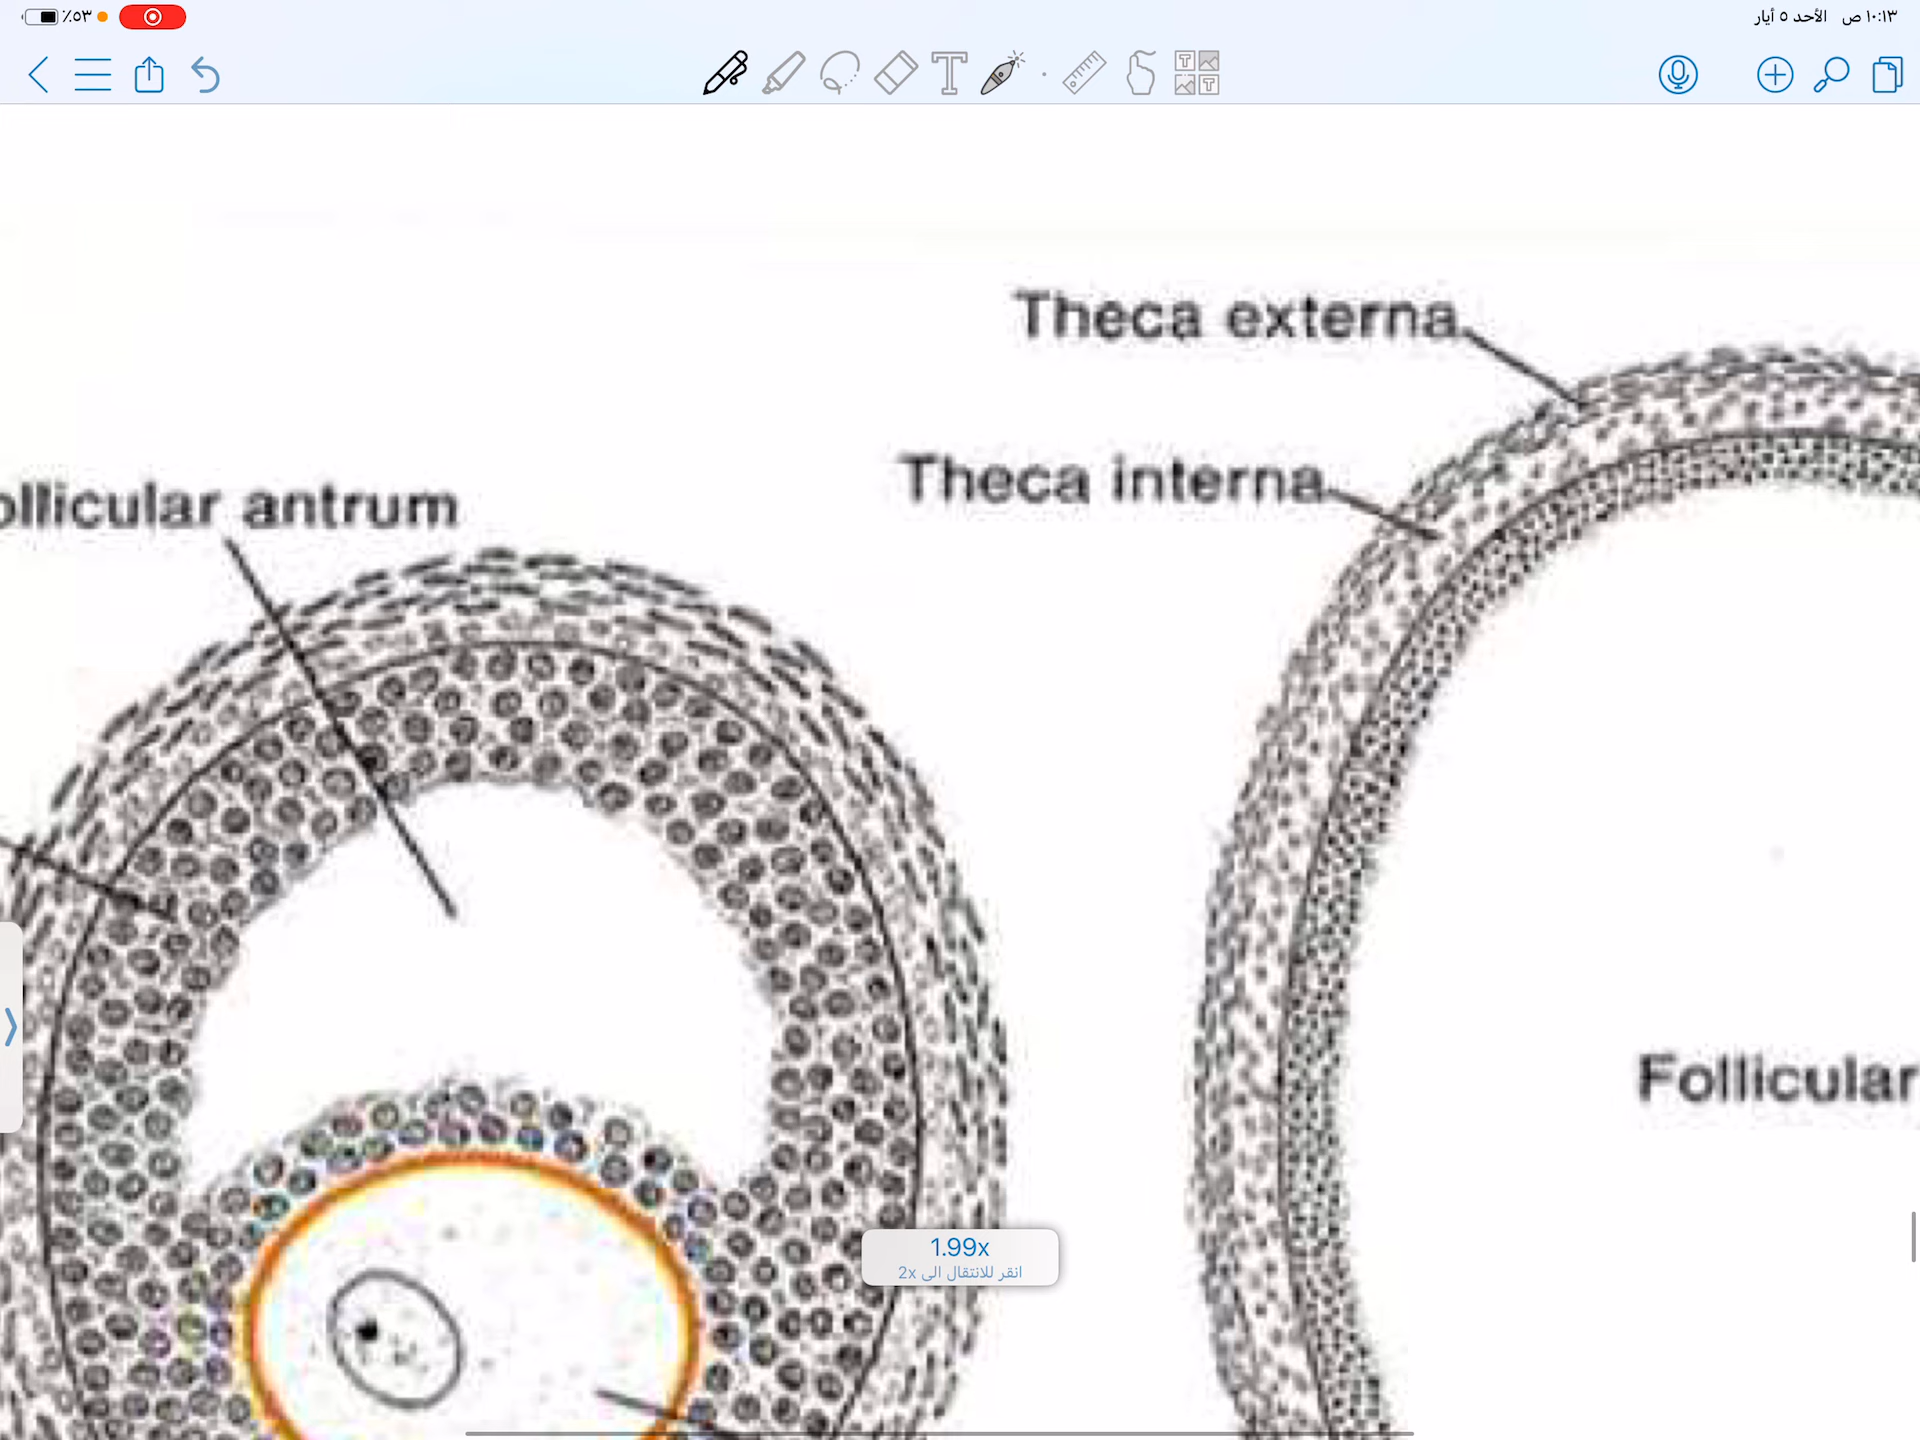 ١٠:١٣ ص الأحد ٥ أيار
٪٥٣
Theca externa
Theca interna
ollicular antrum
Follicular
1.99x
انقر للانتقال الى 2x